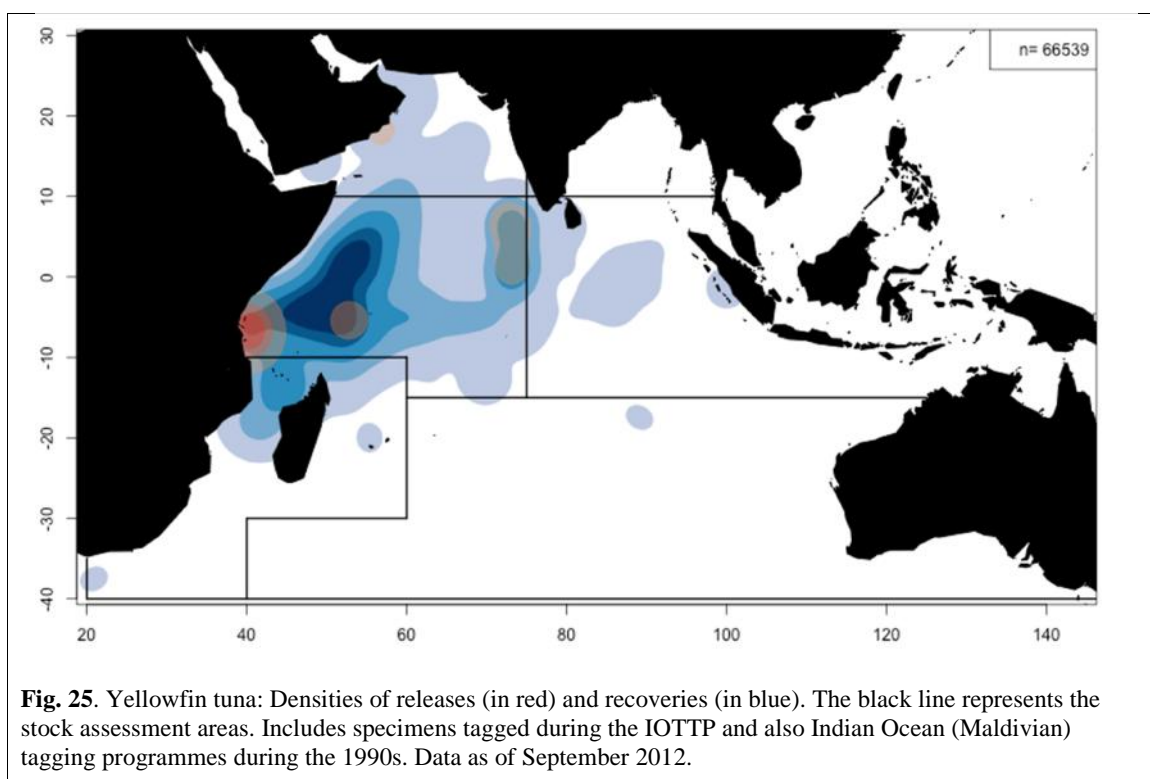 n= 66539
30
20
10
0
-10
-20
-30
-40
20 40 60 80 100 120 140
Fig. 25. Yellowfin tuna: Densities of releases (in red) and recoveries (in blue). The black line represents the
stock assessment areas. Includes specimens tagged during the IOTTP and also Indian Ocean (Maldivian)
tagging programmes during the 1990s. Data as of September 2012.